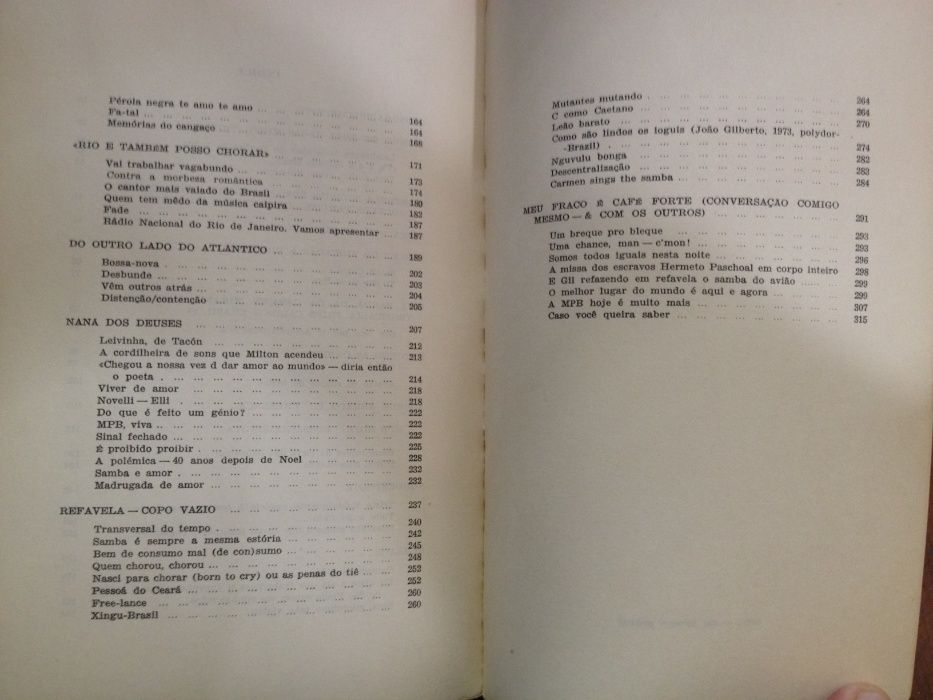 Pérola negra te amo te amo ... 164
Fa-tal ... 164
Memórias do cangaço ... 168
«RIO E TAMBÉM POSSO CHORAR» ... 171
Vai trabalhar vagabundo ... 173
Contra a morbesa romântica ... 174
O cantor mais vaiado do Brasil ... 180
Quem tem mêdo da música caipira ... 182
Fade ... 187
Rádio Nacional do Rio de Janeiro. Vamos apresentar ... 187
DO OUTRO LADO DO ATLANTICO ... 189
Bossa-nova ... 202
Desbunde ... 203
Vêm outros atrás ... 204
Distenção/contenção ... 205
NANÃ DOS DEUSES ... 207
Leivinha, de Tacón ... 212
A cordilheira de sons que Milton acendeu ... 213
«Chegou a nossa vez d dar amor ao mundo» — diria então
o poeta ... 214
Viver de amor ... 218
Novelli — Elli ... 218
Do que é feito um génio? ... 222
MPB, viva ... 222
Sinal fechado ... 223
É proibido proibir ... 225
A polémica — 40 anos depois de Noel ... 228
Samba e amor ... 232
Madrugada de amor ... 232
REFAVELA — COPO VAZIO ... 237
Transversal do tempo ... 240
Samba é sempre a mesma estória ... 242
Bem de consumo mal (de con)sumo ... 245
Quem chorou, chorou ... 248
Nasci para chorar (born to cry) ou as penas do tiê ... 252
Pessoá do Ceará ... 252
Free-lance ... 260
Xingu-Brasil ... 260
Mutantes mutando ... 264
C como Caetano ... 264
Leão barato ... 270
Como são lindos os ioguis (João Gilberto, 1973, polydor-
-Brazil) ... 274
Nguvulu bonga ... 282
Descentralização ... 283
Carmen sings the samba ... 284
MEU FRACO É CAFÉ FORTE (CONVERSAÇÃO COMIGO
MESMO — & COM OS OUTROS) ... 291
Um breque pro bleque ... 293
Uma chance, man — c'mon! ... 293
Somos todos iguais nesta noite ... 296
A missa dos escravos Hermeto Paschoal em corpo inteiro 298
E Gil refazendo em refavela o samba do avião ... 299
O melhor lugar do mundo é aqui e agora ... 299
A MPB hoje é muito mais ... 307
Caso você queira saber ... 315